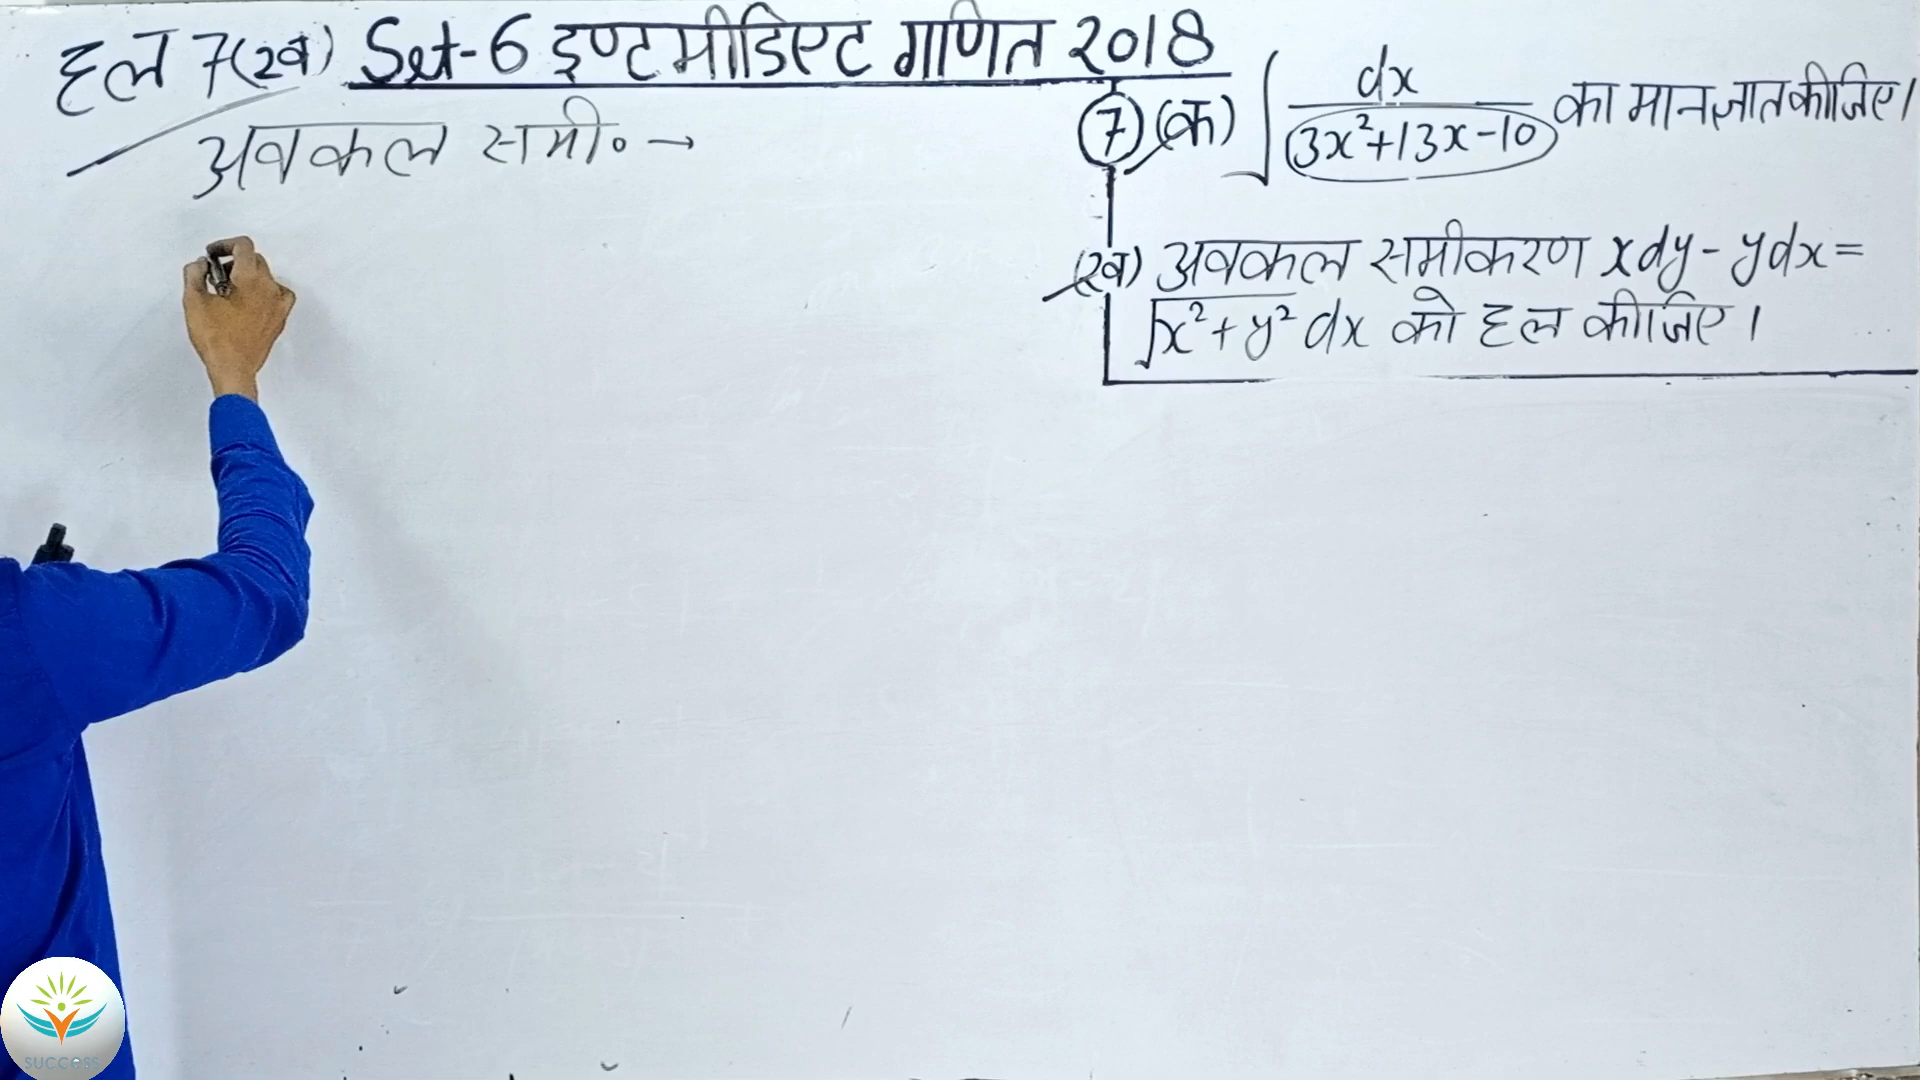 हल 7(ख) Set-6 इण्टमीडिएट गणित 2018
अवकल समी० →
7 (क) ∫ dx / (3x²+13x-10) का मान ज्ञात कीजिए।
(ख) अवकल समीकरण xdy - ydx =
√x²+y² dx को हल कीजिए।
SUCCESS